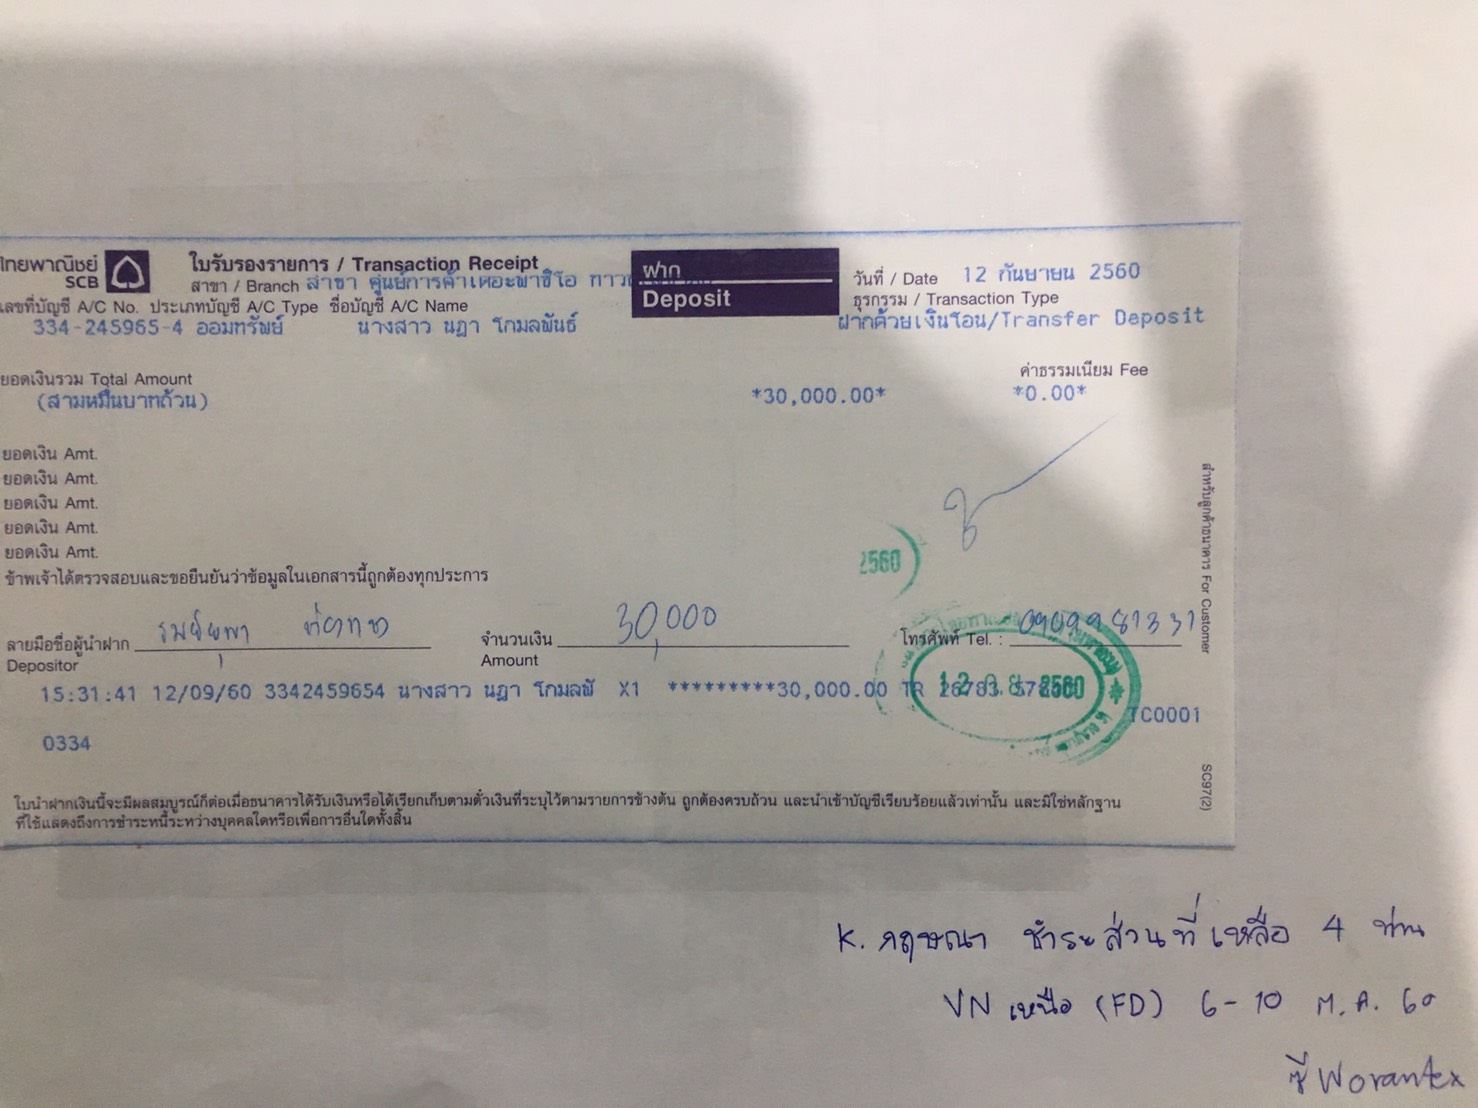 ไทยพาณิชย์
SCB
ใบรับรองรายการ / Transaction Receipt
สาขา / Branch สาขา ศูนย์การค้าเดอะพาซิโอ กาว
ฝาก
Deposit
วันที่ / Date 12 กันยายน 2560
ธุรกรรม / Transaction Type
ฝากด้วยเงินโอน/Transfer Deposit
เลขที่บัญชี A/C No. ประเภทบัญชี A/C Type ชื่อบัญชี A/C Name
334-245965-4 ออมทรัพย์ นางสาว นฎา โกมลพันธ์
ยอดเงินรวม Total Amount
ค่าธรรมเนียม Fee
(สามหมื่นบาทถ้วน) *30,000.00* *0.00*
ยอดเงิน Amt.
ยอดเงิน Amt.
ยอดเงิน Amt.
ยอดเงิน Amt.
ยอดเงิน Amt.
2560
ข้าพเจ้าได้ตรวจสอบและขอยืนยันว่าข้อมูลในเอกสารนี้ถูกต้องทุกประการ
ลายมือชื่อผู้นำฝาก
Depositor
จำนวนเงิน 30,000
Amount
โทรศัพท์ Tel. : 0909981331
15:31:41 12/09/60 3342459654 นางสาว นฎา โกมลพั X1 *********30,000.00 TR
2560
TC0001
0334
ใบนำฝากเงินนี้จะมีผลสมบูรณ์ก็ต่อเมื่อธนาคารได้รับเงินหรือได้เรียกเก็บตามตั๋วเงินที่ระบุไว้ตามรายการข้างต้น ถูกต้องครบถ้วน และนำเข้าบัญชีเรียบร้อยแล้วเท่านั้น และมิใช่หลักฐาน
ที่ใช้แสดงถึงการชำระหนี้ระหว่างบุคคลใดหรือเพื่อการอื่นใดทั้งสิ้น
สำหรับลูกค้าธนาคาร For Customer
SC97(2)
K. กฤษณา ชำระส่วนที่เหลือ 4 ท่าน
VN เหนือ (FD) 6-10 ต.ค. 60
ซี Worantex